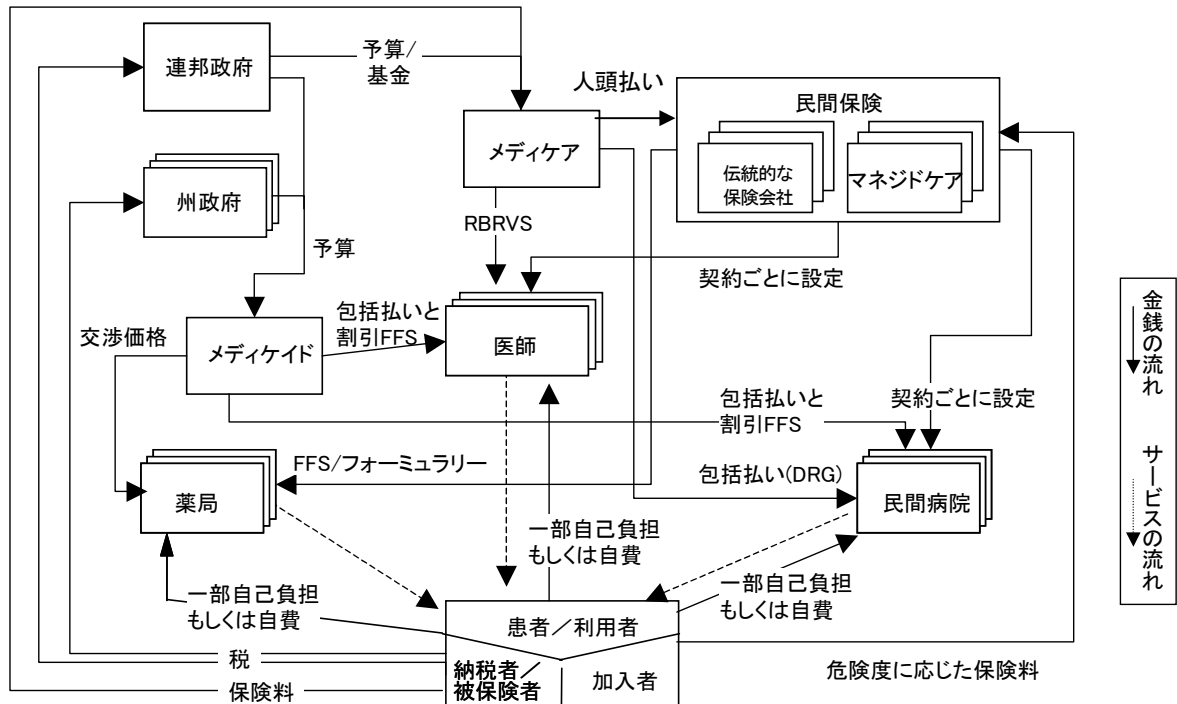 連邦政府
予算/
基金
人頭払い
民間保険
メディケア
伝統的な
保険会社
マネジドケア
州政府
RBRVS
予算
契約ごとに設定
包括払いと
割引FFS
医師
交渉価格
メディケイド
包括払いと
割引FFS
契約ごとに設定
FFS/フォーミュラリー
包括払い(DRG)
薬局
民間病院
一部自己負担
もしくは自費
一部自己負担
もしくは自費
一部自己負担
もしくは自費
患者/利用者
税
納税者/
被保険者
加入者
保険料
危険度に応じた保険料
金銭の流れ
サービスの流れ